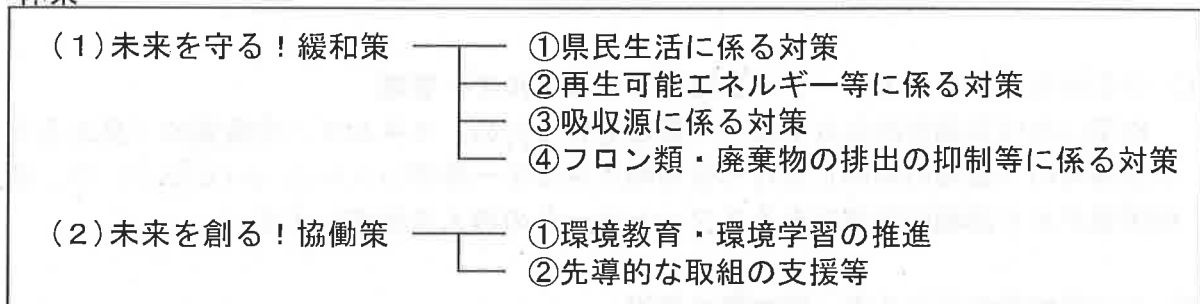 (1)未来を守る!緩和策
①県民生活に係る対策
②再生可能エネルギー等に係る対策
③吸収源に係る対策
④フロン類・廃棄物の排出の抑制等に係る対策
(2)未来を創る!協働策
①環境教育・環境学習の推進
②先導的な取組の支援等